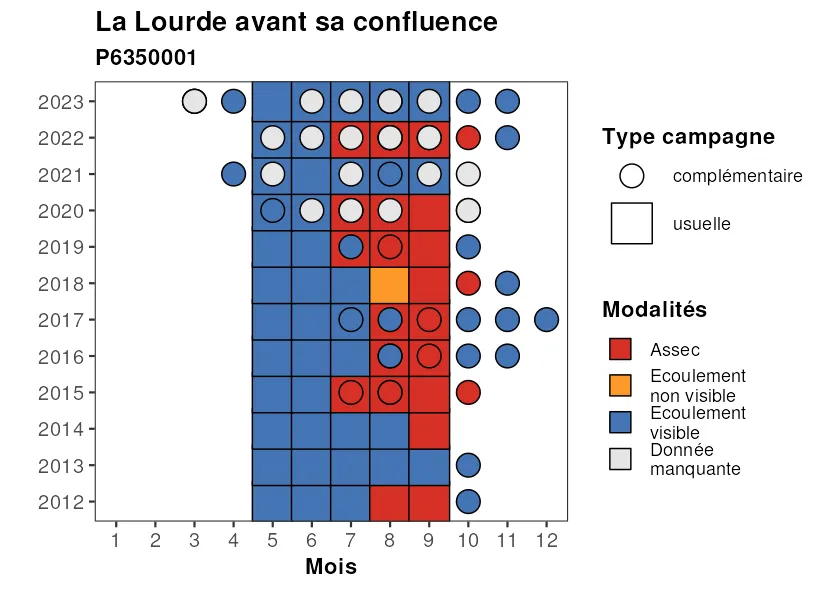 La Lourde avant sa confluence
P6350001
2023
2022
2021
2020
2019
2018
2017
2016
2015
2014
2013
2012
1 2 3 4 5 6 7 8 9 10 11 12
Mois
Type campagne
complémentaire
usuelle
Modalités
Assec
Ecoulement
non visible
Ecoulement
visible
Donnée
manquante